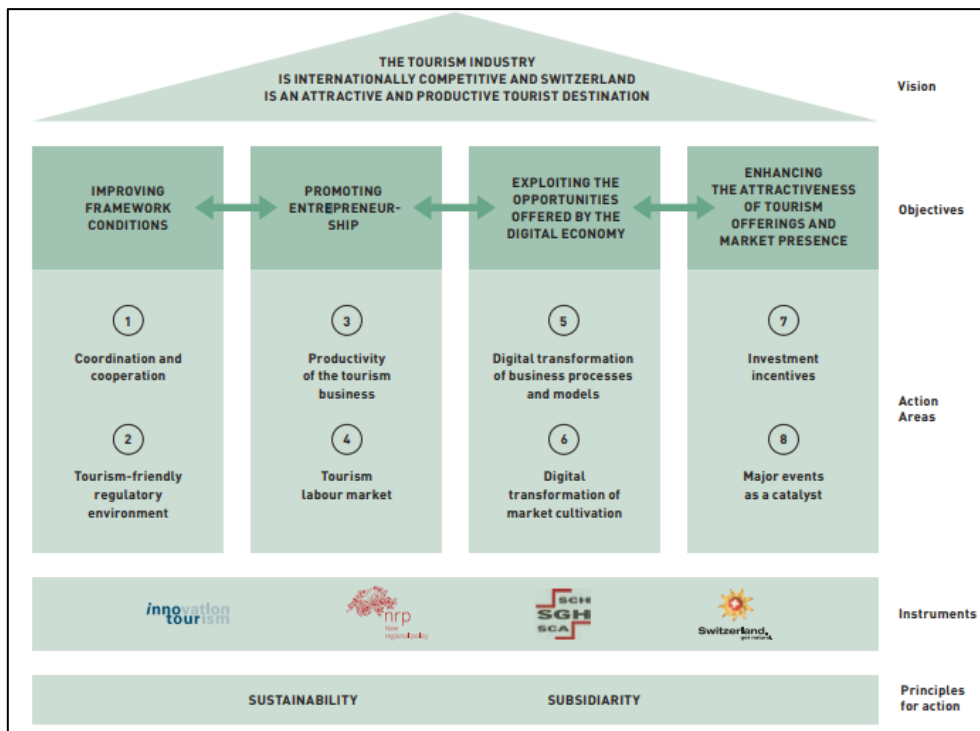 THE TOURISM INDUSTRY
IS INTERNATIONALLY COMPETITIVE AND SWITZERLAND
IS AN ATTRACTIVE AND PRODUCTIVE TOURIST DESTINATION
Vision
IMPROVING
FRAMEWORK
CONDITIONS
PROMOTING
ENTREPRENEUR-
SHIP
EXPLOITING THE
OPPORTUNITIES
OFFERED BY THE
DIGITAL ECONOMY
ENHANCING
THE ATTRACTIVENESS
OF TOURISM
OFFERINGS AND
MARKET PRESENCE
Objectives
1
Coordination and
cooperation
3
Productivity
of the tourism
business
5
Digital transformation
of business processes
and models
7
Investment
incentives
Action
Areas
2
Tourism-friendly
regulatory
environment
4
Tourism
labour market
6
Digital
transformation of
market cultivation
8
Major events
as a catalyst
innovation
tourism
nrp
New
regional policy
SCH
SGH
SCA
Switzerland.
get natural.
Instruments
SUSTAINABILITY
SUBSIDIARITY
Principles
for action